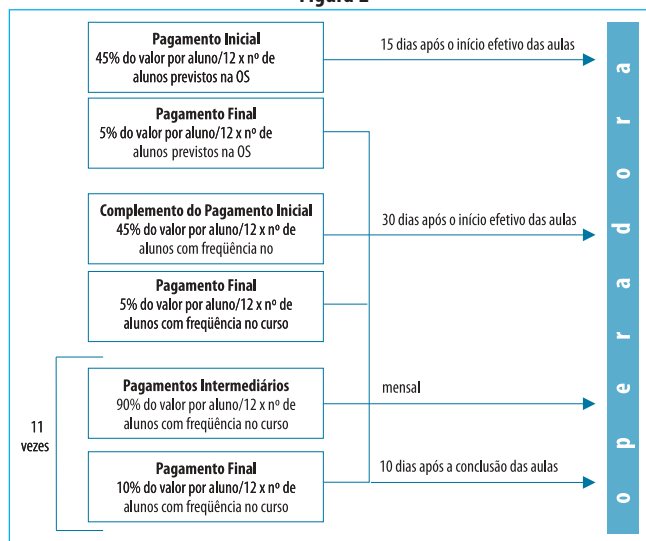 Pagamento Inicial
45% do valor por aluno/12 x nº de
alunos previstos na OS
15 dias após o início efetivo das aulas
Pagamento Final
5% do valor por aluno/12 x nº de
alunos previstos na OS
Complemento do Pagamento Inicial
45% do valor por aluno/12 x nº de
alunos com freqüência no
30 dias após o início efetivo das aulas
Pagamento Final
5% do valor por aluno/12 x nº de
alunos com freqüência no curso
11
vezes
Pagamentos Intermediários
90% do valor por aluno/12 x nº de
alunos com freqüência no curso
mensal
Pagamento Final
10% do valor por aluno/12 x nº de
alunos com freqüência no curso
10 dias após a conclusão das aulas
operadora